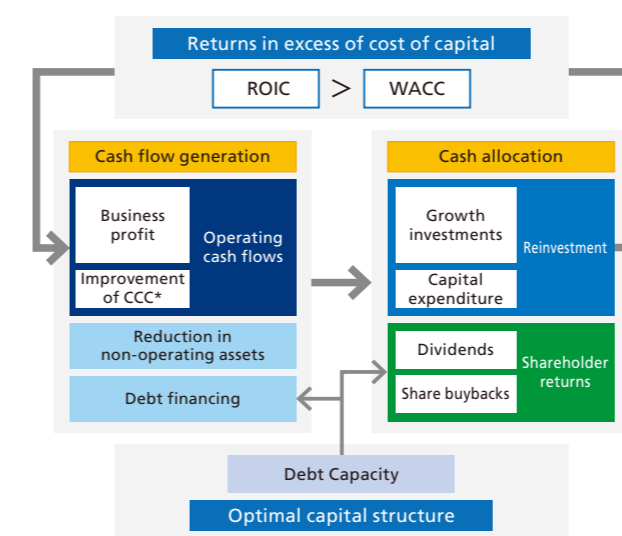 Returns in excess of cost of capital
ROIC > WACC
Cash flow generation
Business
profit
Operating
cash flows
Improvement
of CCC*
Reduction in
non-operating assets
Debt financing
Cash allocation
Growth
investments
Reinvestment
Capital
expenditure
Dividends
Shareholder
returns
Share buybacks
Debt Capacity
Optimal capital structure